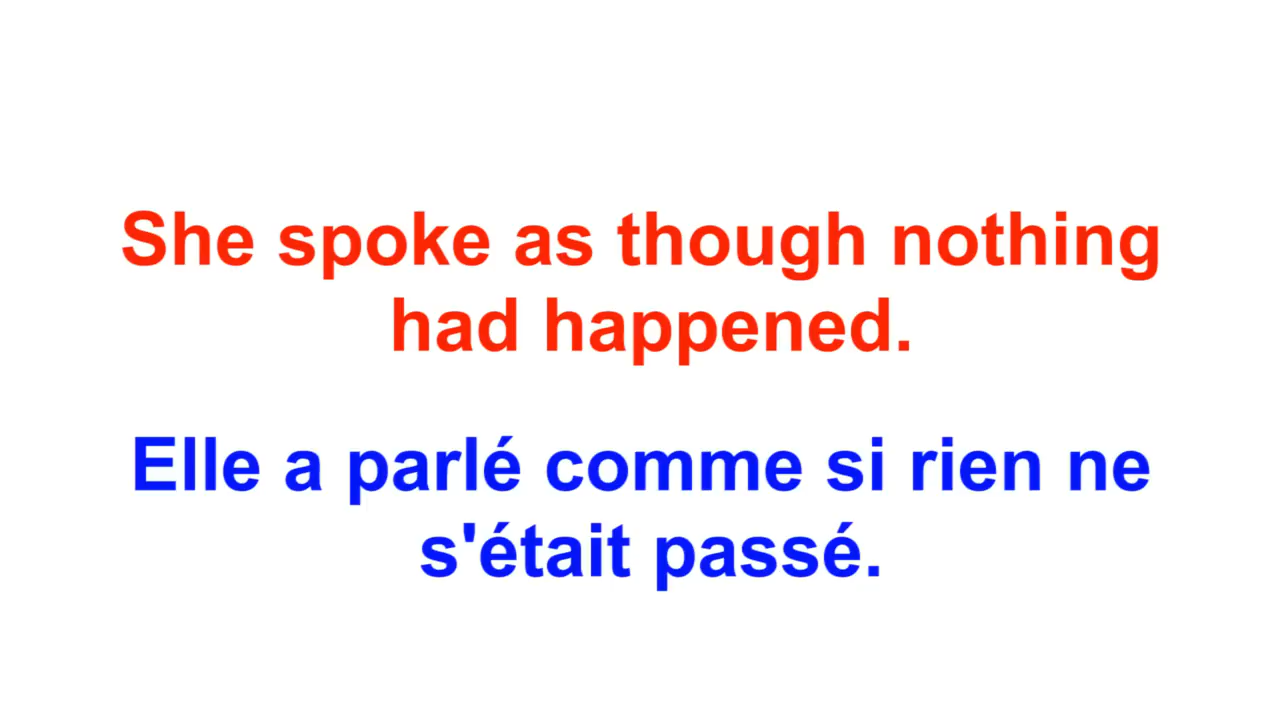 She spoke as though nothing
had happened.
Elle a parlé comme si rien ne
s'était passé.